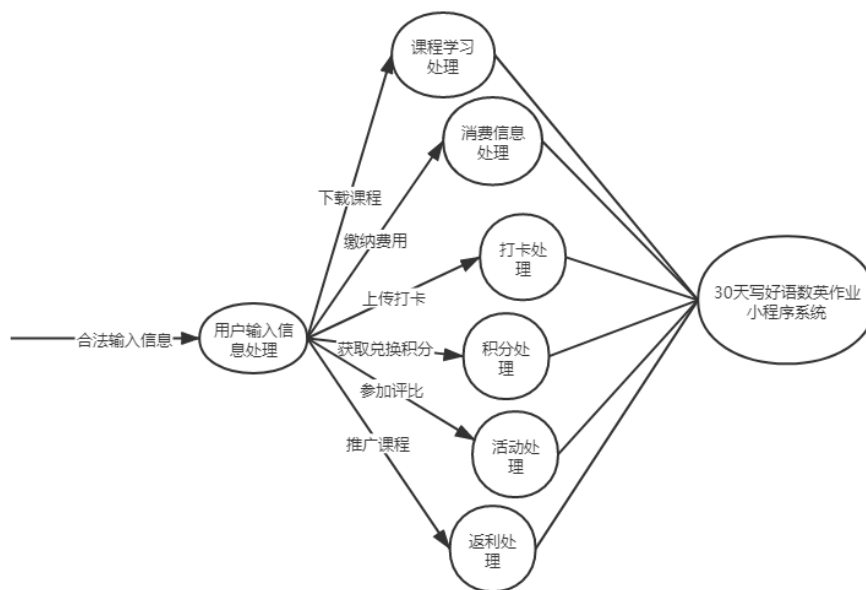 课程学习
处理
消费信息
处理
下载课程
缴纳费用
打卡处
理
上传打卡
30天写好语数英作业
小程序系统
合法输入信息
用户输入信
息处理
获取兑换积分
积分处
理
参加评比
推广课程
活动处
理
返利处
理